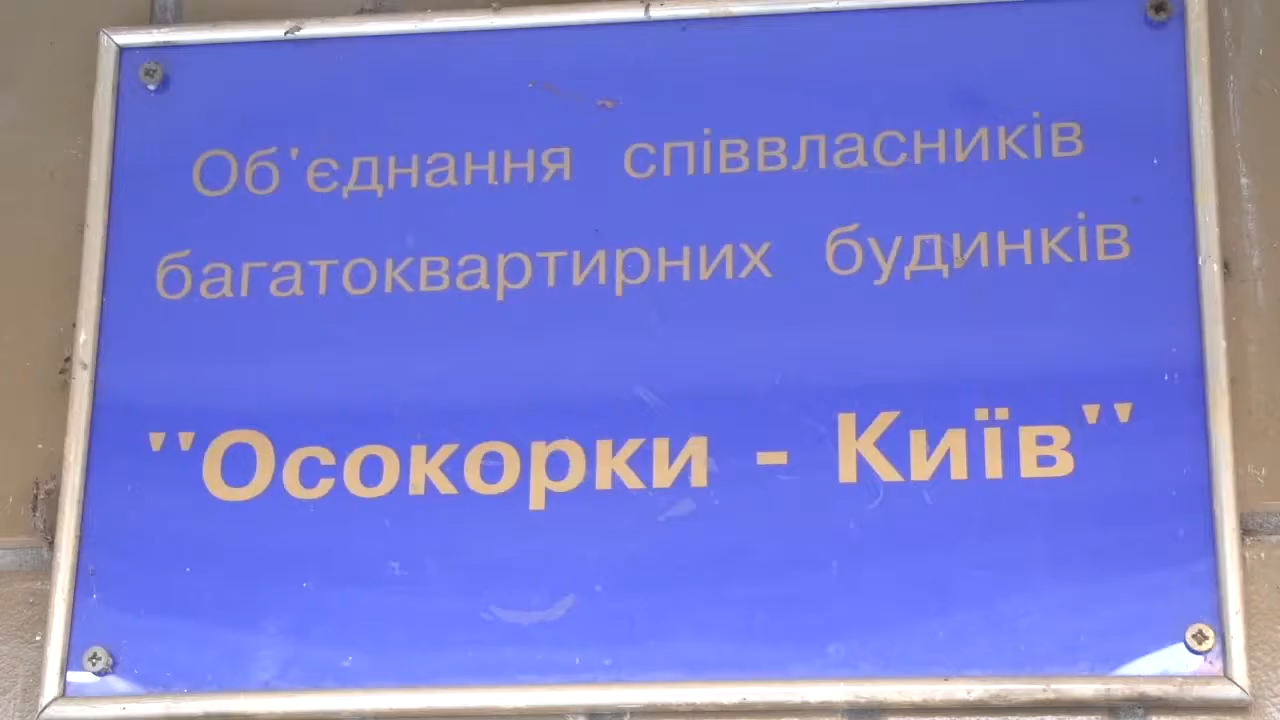 Об'єднання співвласників
багатоквартирних будинків
"Осокорки - Київ"